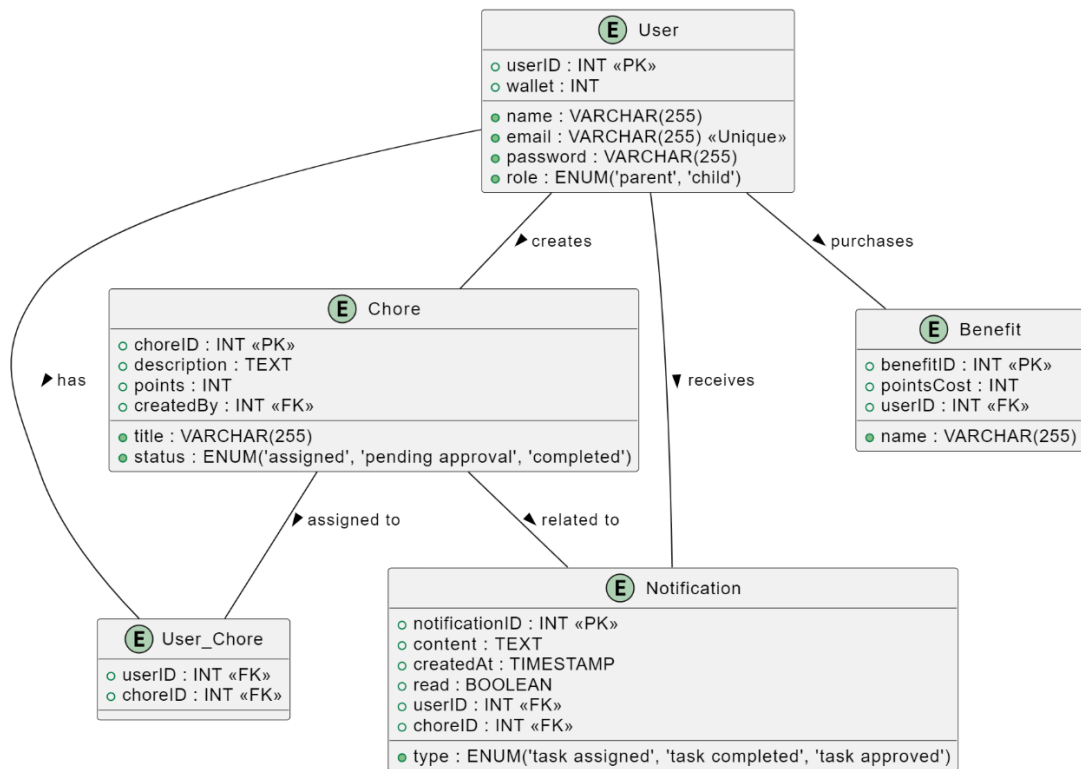 E User
userID : INT «PK»
wallet : INT
name : VARCHAR(255)
email : VARCHAR(255) «Unique»
password : VARCHAR(255)
role : ENUM('parent', 'child')
creates
purchases
E Chore
choreID : INT «PK»
description : TEXT
points : INT
createdBy : INT «FK»
title : VARCHAR(255)
status : ENUM('assigned', 'pending approval', 'completed')
E Benefit
benefitID : INT «PK»
pointsCost : INT
userID : INT «FK»
name : VARCHAR(255)
has
receives
assigned to
related to
E User_Chore
userID : INT «FK»
choreID : INT «FK»
E Notification
notificationID : INT «PK»
content : TEXT
createdAt : TIMESTAMP
read : BOOLEAN
userID : INT «FK»
choreID : INT «FK»
type : ENUM('task assigned', 'task completed', 'task approved')